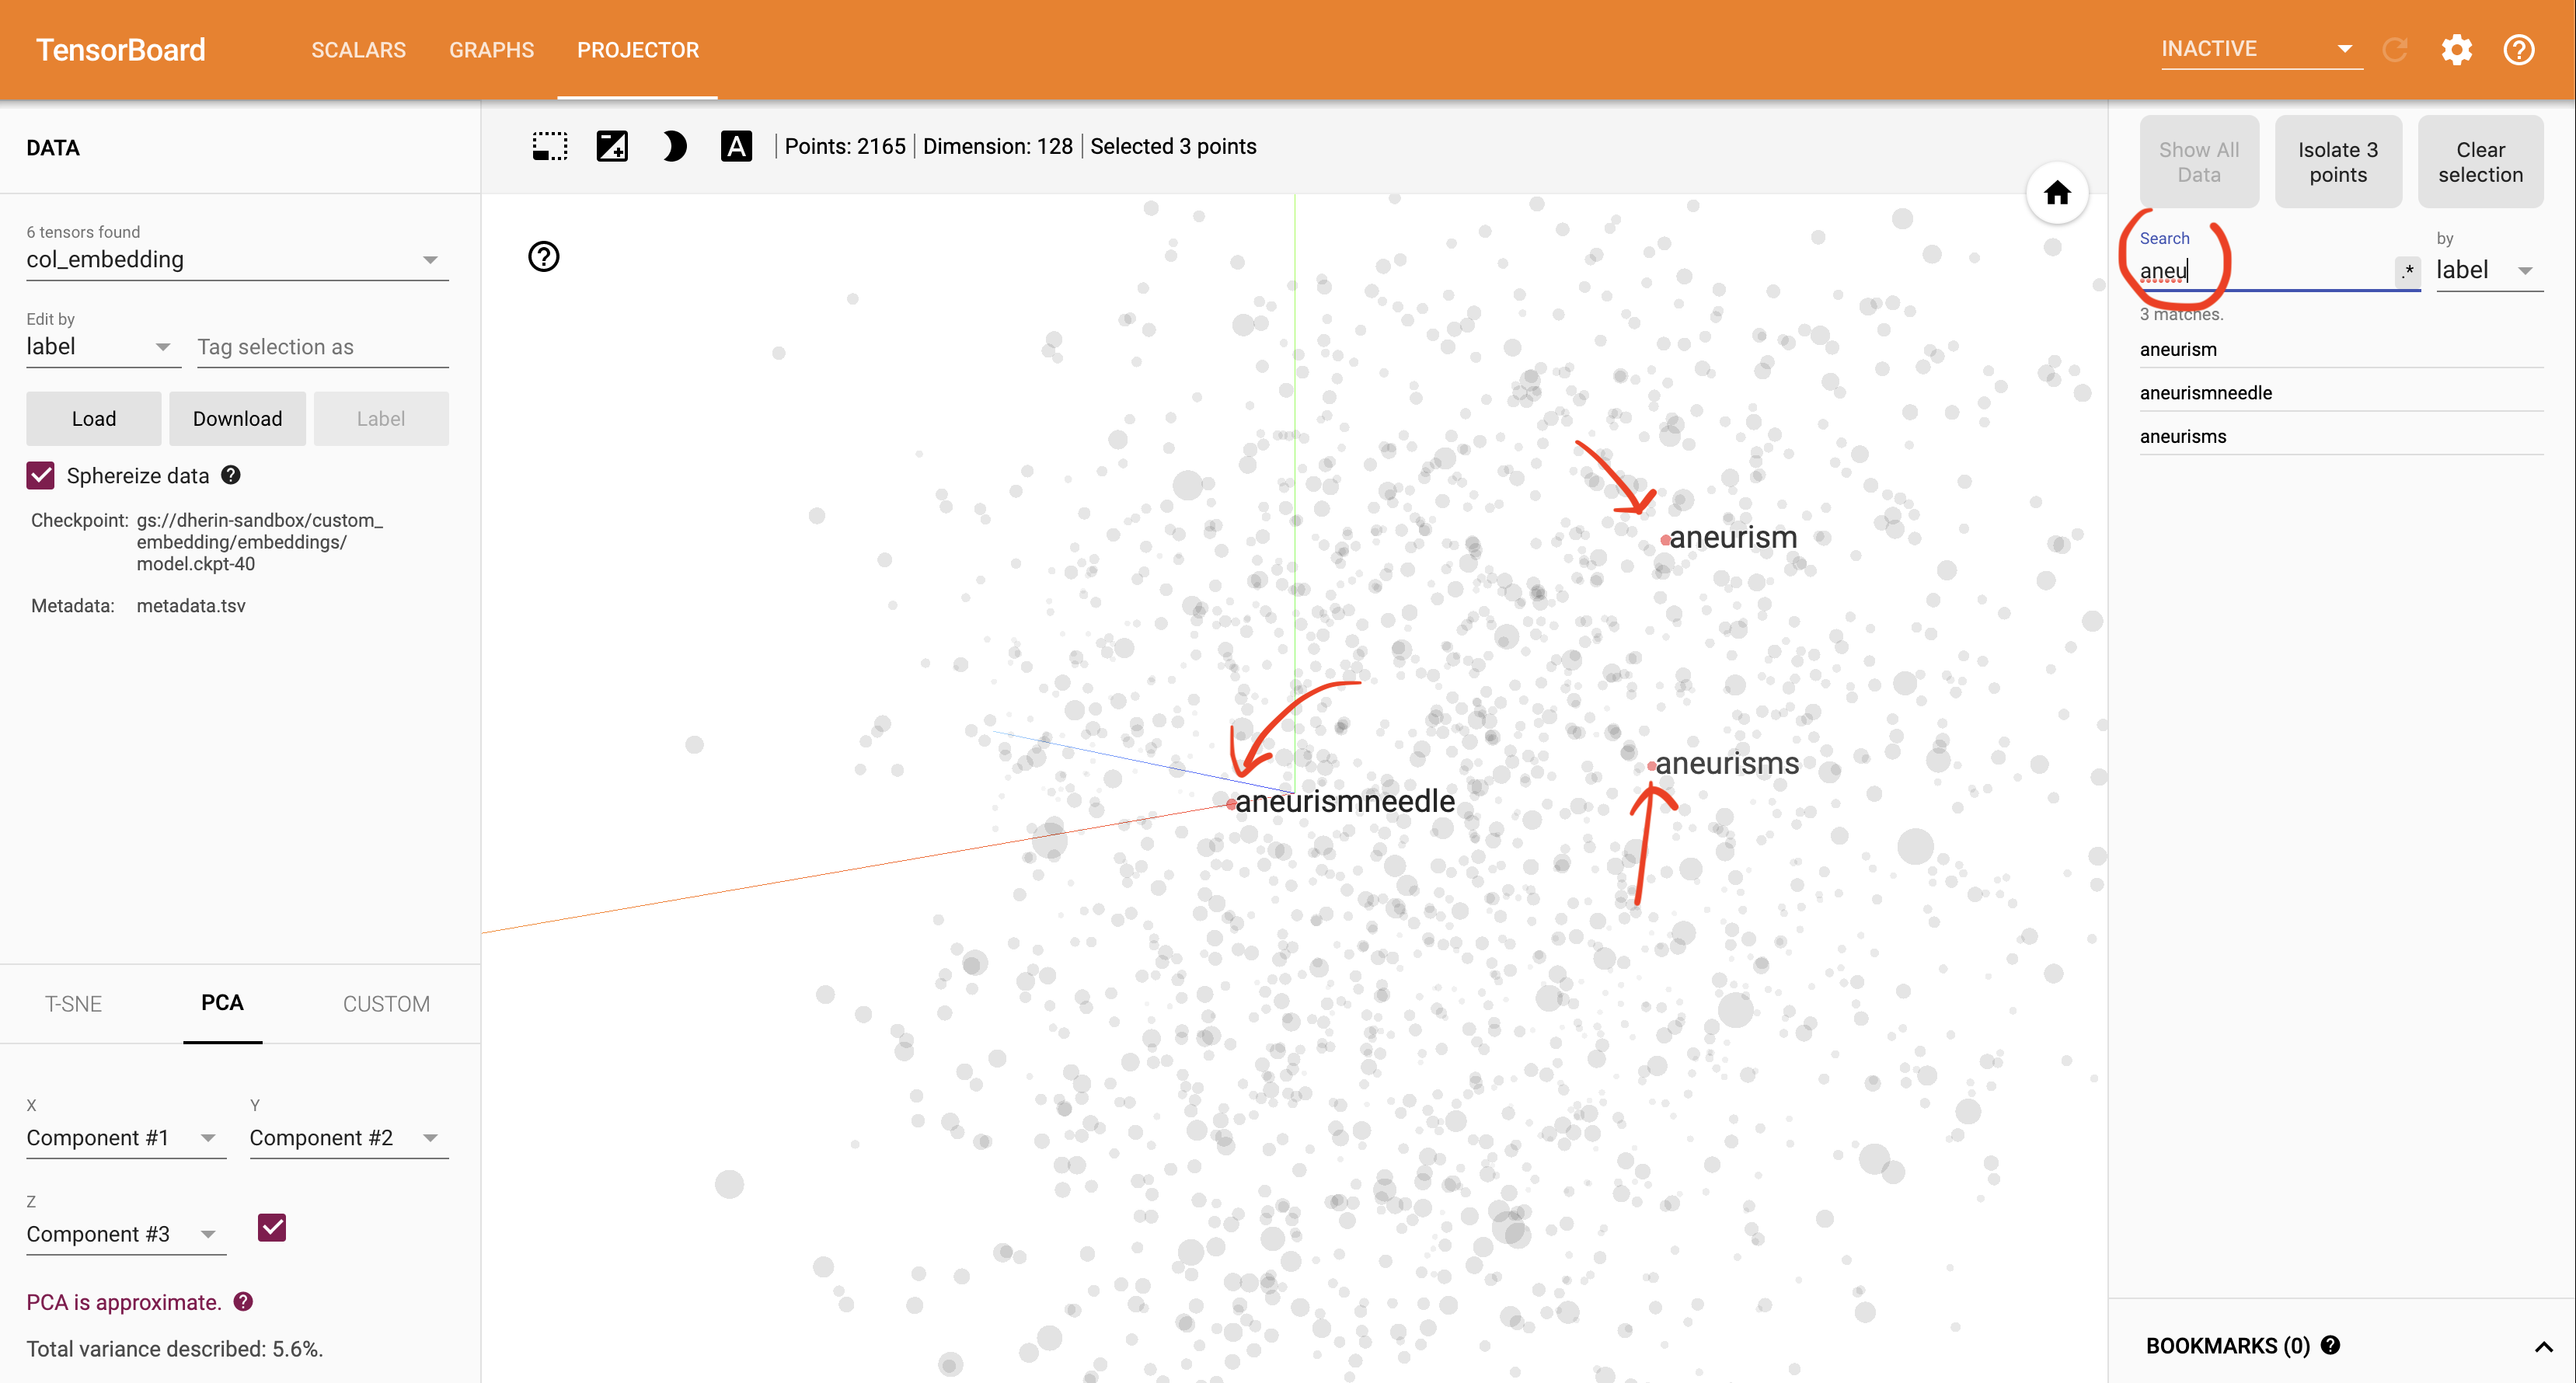 TensorBoard
SCALARS GRAPHS PROJECTOR
INACTIVE
DATA
6 tensors found
col_embedding
Edit by
label Tag selection as
Load Download Label
Sphereize data
Checkpoint: gs://dherin-sandbox/custom_
embedding/embeddings/
model.ckpt-40
Metadata: metadata.tsv
T-SNE PCA CUSTOM
X Y
Component #1 Component #2
Z
Component #3
PCA is approximate.
Total variance described: 5.6%.
A Points: 2165 Dimension: 128 Selected 3 points
aneurism
aneurisms
aneurismneedle
Show All
Data
Isolate 3
points
Clear
selection
Search by
aneu .* label
3 matches.
aneurism
aneurismneedle
aneurisms
BOOKMARKS (0)